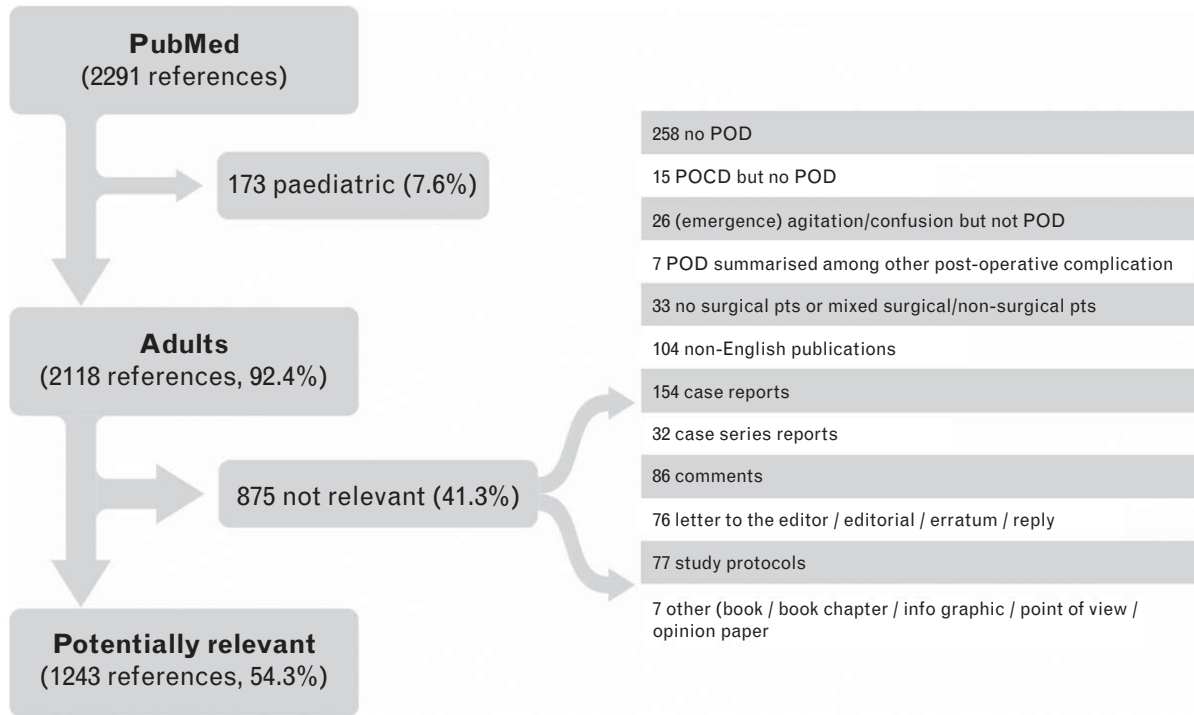 PubMed
(2291 references)
173 paediatric (7.6%)
Adults
(2118 references, 92.4%)
875 not relevant (41.3%)
Potentially relevant
(1243 references, 54.3%)
258 no POD
15 POCD but no POD
26 (emergence) agitation/confusion but not POD
7 POD summarised among other post-operative complication
33 no surgical pts or mixed surgical/non-surgical pts
104 non-English publications
154 case reports
32 case series reports
86 comments
76 letter to the editor / editorial / erratum / reply
77 study protocols
7 other (book / book chapter / info graphic / point of view /
opinion paper